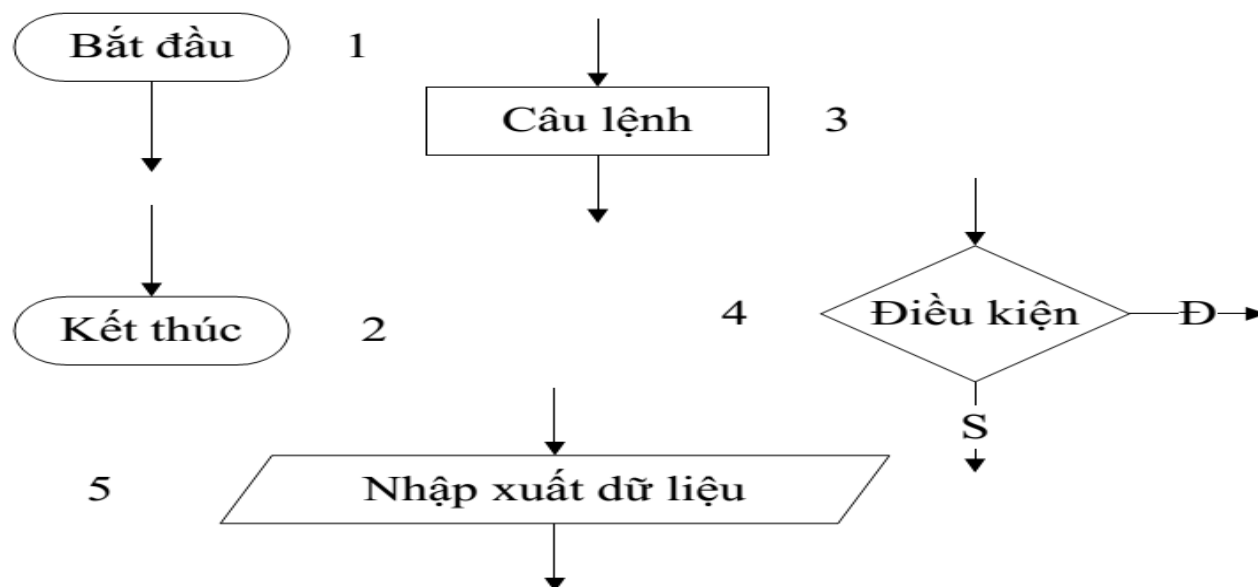 Bắt đầu 1
Câu lệnh 3
Kết thúc 2
4 Điều kiện Đ
S
5 Nhập xuất dữ liệu